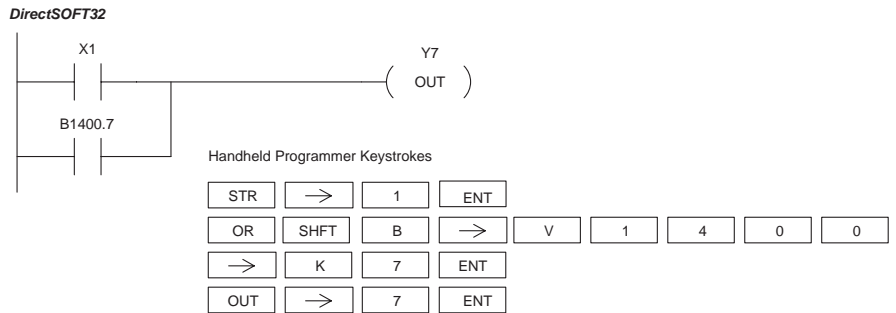 DirectSOFT32
X1
Y7
OUT
B1400.7
Handheld Programmer Keystrokes
STR → 1 ENT
OR SHFT B → V 1 4 0 0
→ K 7 ENT
OUT → 7 ENT